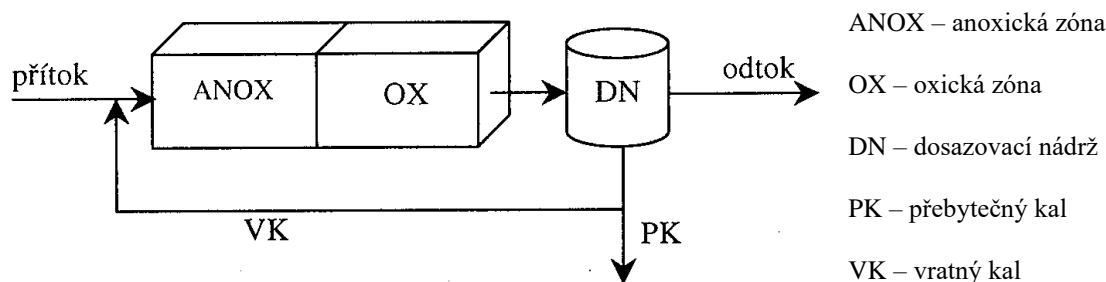 přítok
ANOX
OX
DN
odtok
VK
PK
ANOX – anoxická zóna
OX – oxická zóna
DN – dosazovací nádrž
PK – přebytečný kal
VK – vratný kal